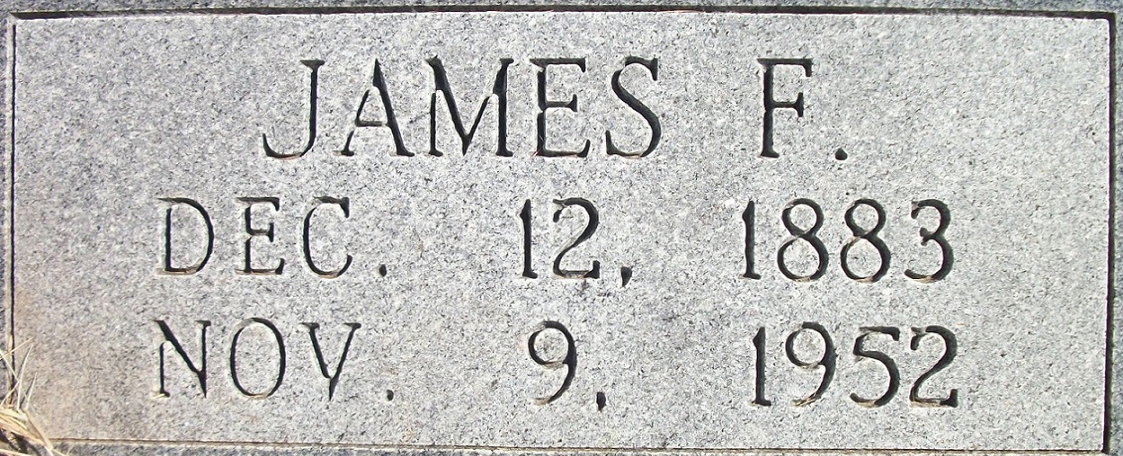 JAMES F.
DEC. 12, 1883
NOV. 9, 1952